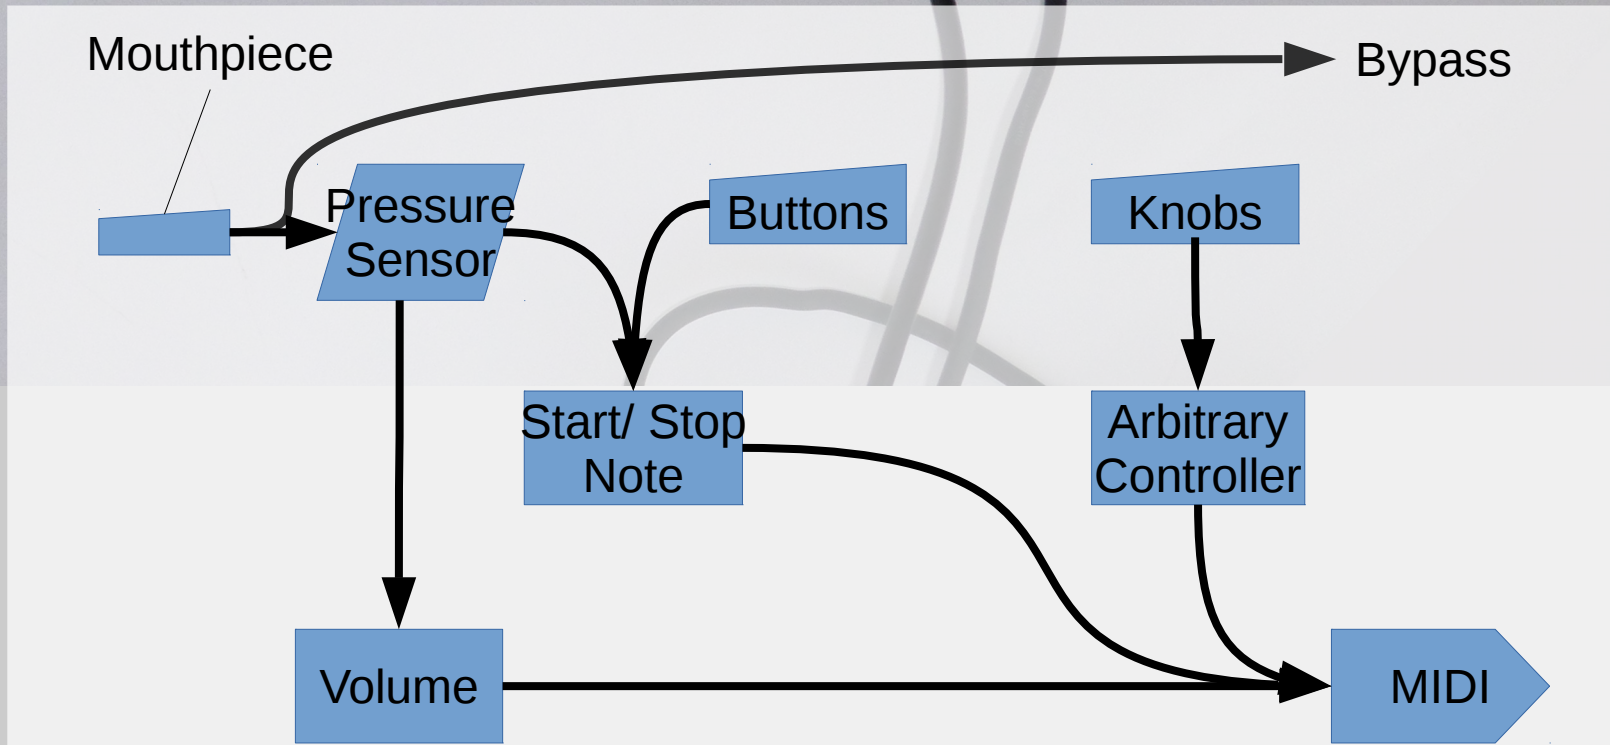 Mouthpiece
Bypass
Pressure
Sensor
Buttons
Knobs
Start/ Stop
Note
Arbitrary
Controller
Volume
MIDI